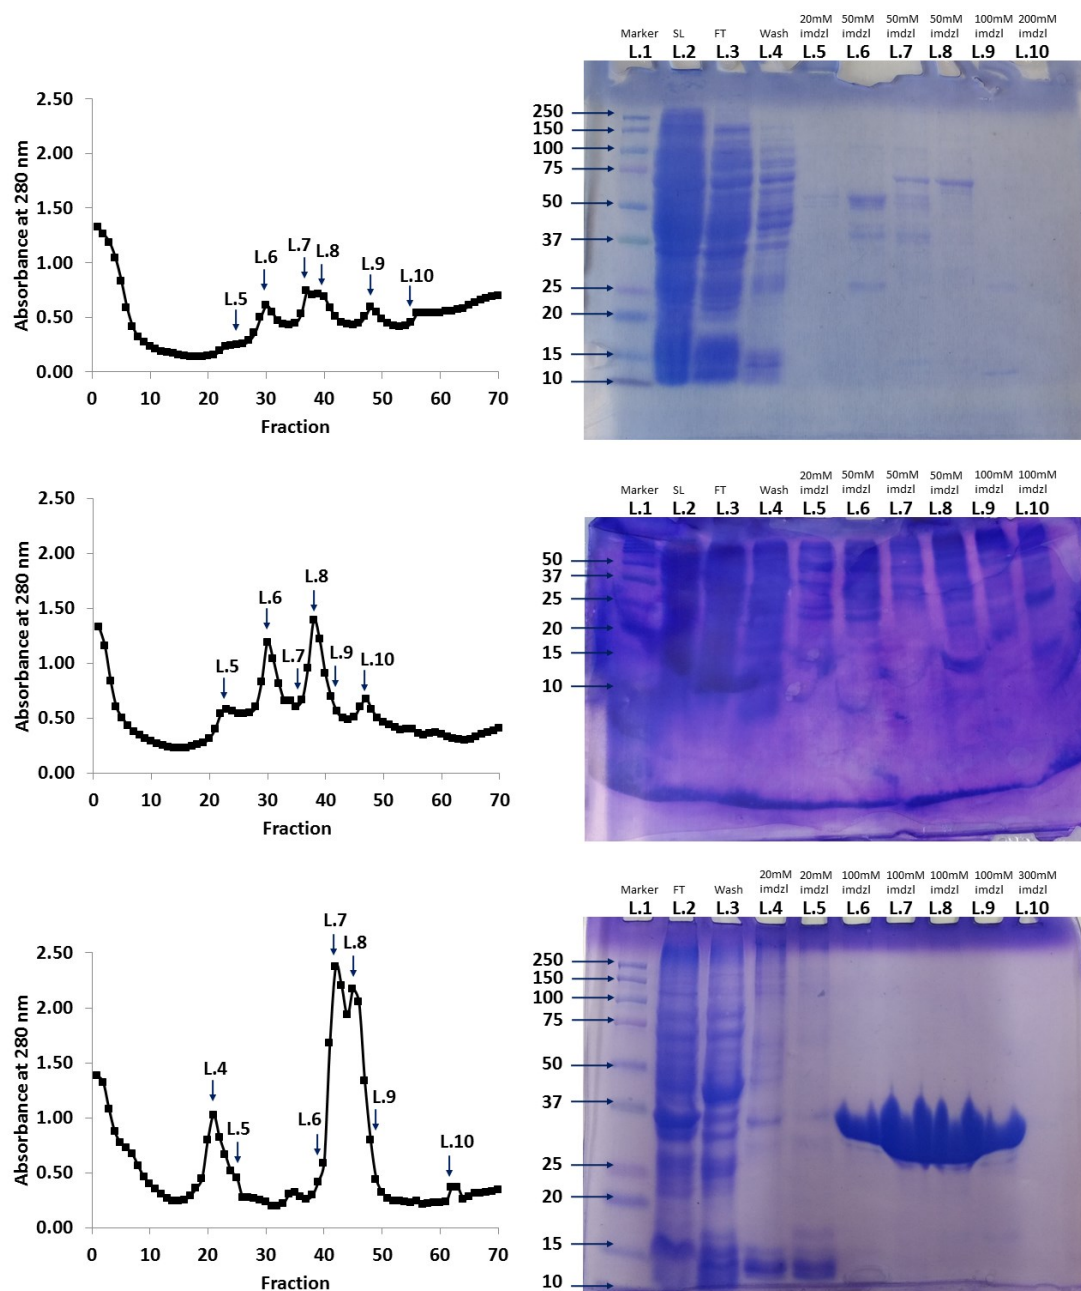 20mM 50mM 50mM 50mM 100mM 200mM
Marker SL FT Wash imdzl imdzl imdzl imdzl imdzl imdzl
L.1 L.2 L.3 L.4 L.5 L.6 L.7 L.8 L.9 L.10
2.50
2.00
1.50
1.00
0.50
0.00
Absorbance at 280 nm
L.5
L.6
L.7
L.8
L.9
L.10
0 10 20 30 40 50 60 70
Fraction
250
150
100
75
50
37
25
20
15
10
20mM 50mM 50mM 50mM 100mM 100mM
Marker SL FT Wash imdzl imdzl imdzl imdzl imdzl imdzl
L.1 L.2 L.3 L.4 L.5 L.6 L.7 L.8 L.9 L.10
2.50
2.00
1.50
1.00
0.50
0.00
Absorbance at 280 nm
L.5
L.6
L.7
L.8
L.9
L.10
0 10 20 30 40 50 60 70
Fraction
50
37
25
20
15
10
20mM 20mM 100mM 100mM 100mM 100mM 300mM
Marker FT Wash imdzl imdzl imdzl imdzl imdzl imdzl imdzl
L.1 L.2 L.3 L.4 L.5 L.6 L.7 L.8 L.9 L.10
2.50
2.00
1.50
1.00
0.50
0.00
Absorbance at 280 nm
L.4
L.5
L.6
L.7
L.8
L.9
L.10
0 10 20 30 40 50 60 70
Fraction
250
150
100
75
50
37
25
20
15
10